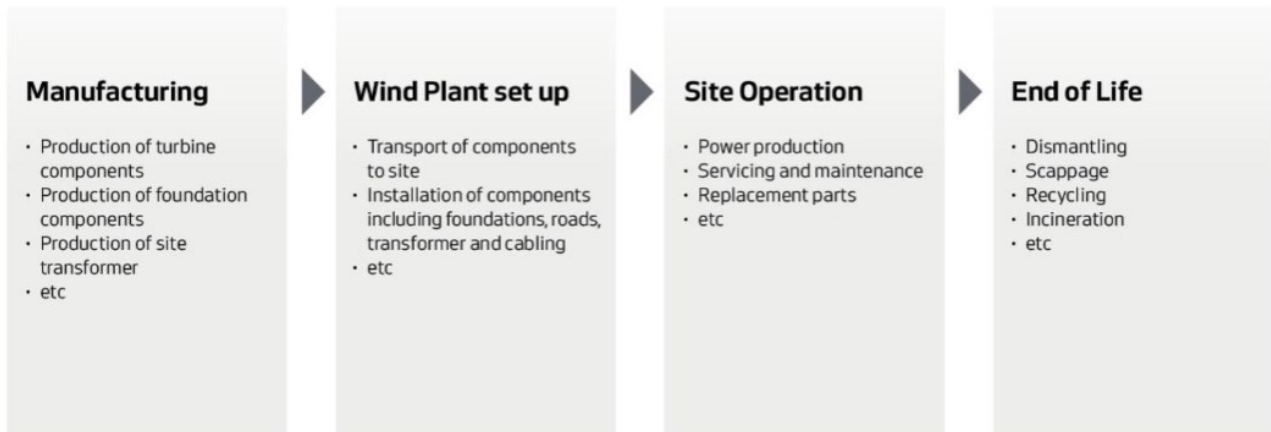 Manufacturing
· Production of turbine
components
· Production of foundation
components
· Production of site
transformer
· etc
Wind Plant set up
· Transport of components
to site
· Installation of components
including foundations, roads,
transformer and cabling
· etc
Site Operation
· Power production
· Servicing and maintenance
· Replacement parts
· etc
End of Life
· Dismantling
· Scappage
· Recycling
· Incineration
· etc